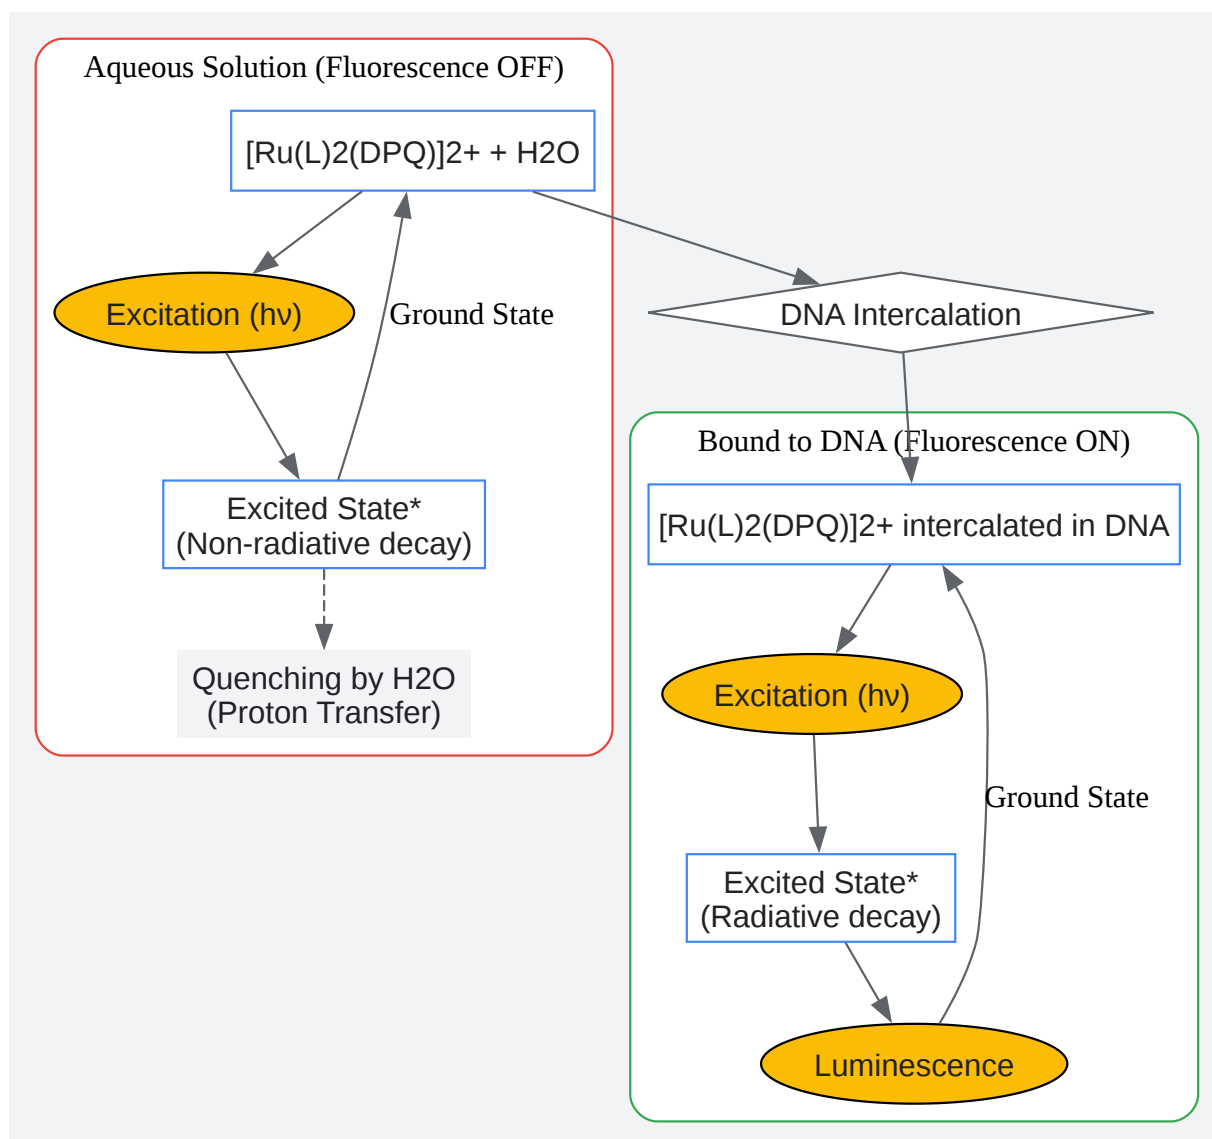 Aqueous Solution (Fluorescence OFF)
[Ru(L)2(DPQ)]2+ + H2O
Excitation (hν)
Ground State
DNA Intercalation
Excited State*
(Non-radiative decay)
Quenching by H2O
(Proton Transfer)
Bound to DNA (Fluorescence ON)
[Ru(L)2(DPQ)]2+ intercalated in DNA
Excitation (hν)
Ground State
Excited State*
(Radiative decay)
Luminescence